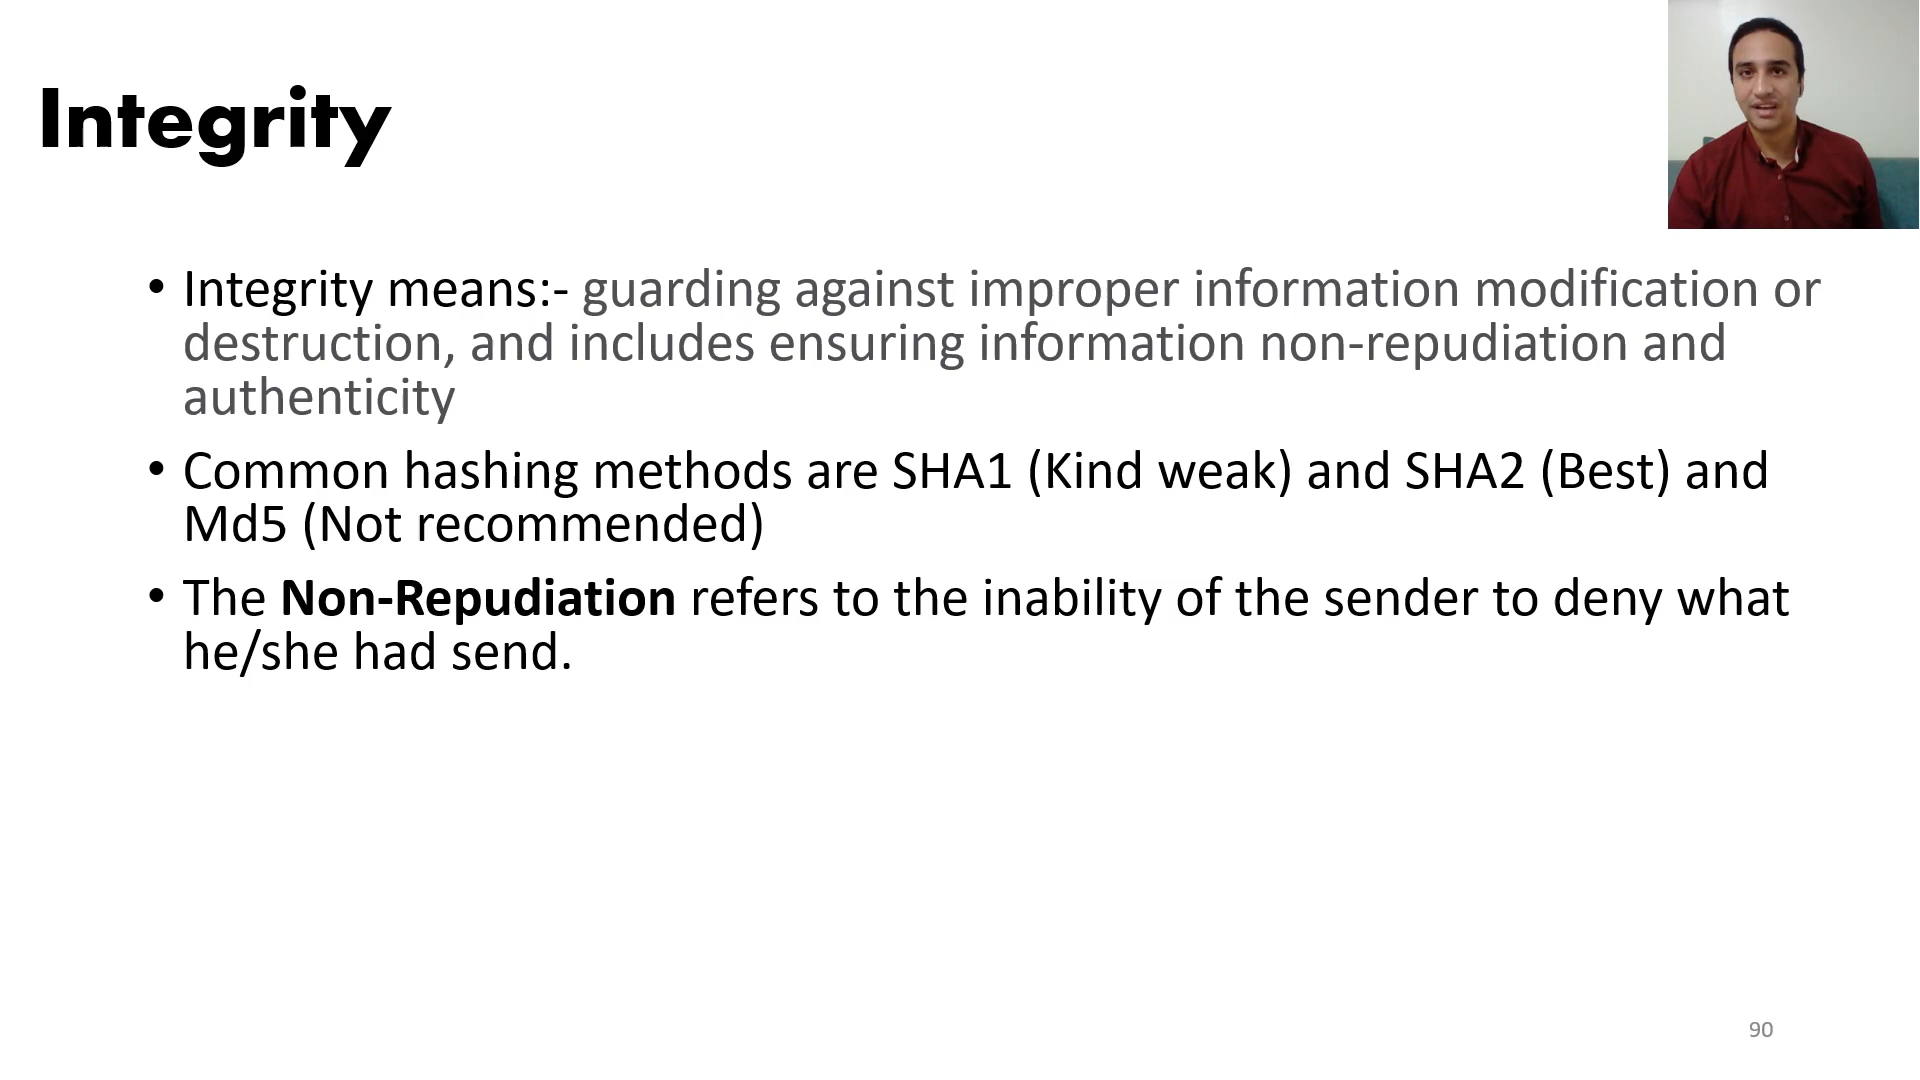 Integrity
• Integrity means:- guarding against improper information modification or
destruction, and includes ensuring information non-repudiation and
authenticity
• Common hashing methods are SHA1 (Kind weak) and SHA2 (Best) and
Md5 (Not recommended)
• The Non-Repudiation refers to the inability of the sender to deny what
he/she had send.
90